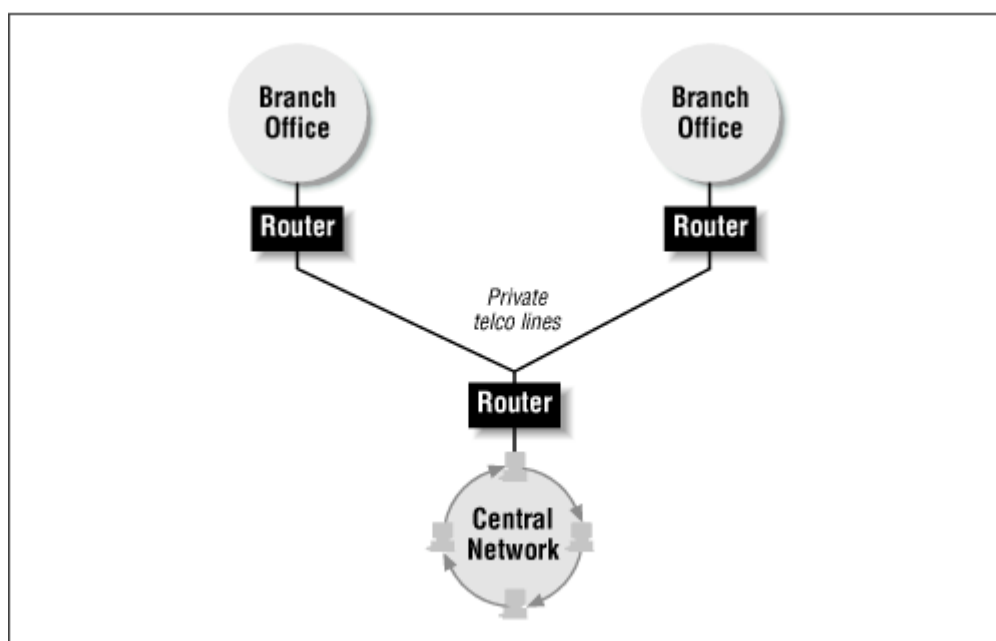 Branch
Office
Branch
Office
Router
Router
Private
telco lines
Router
Central
Network